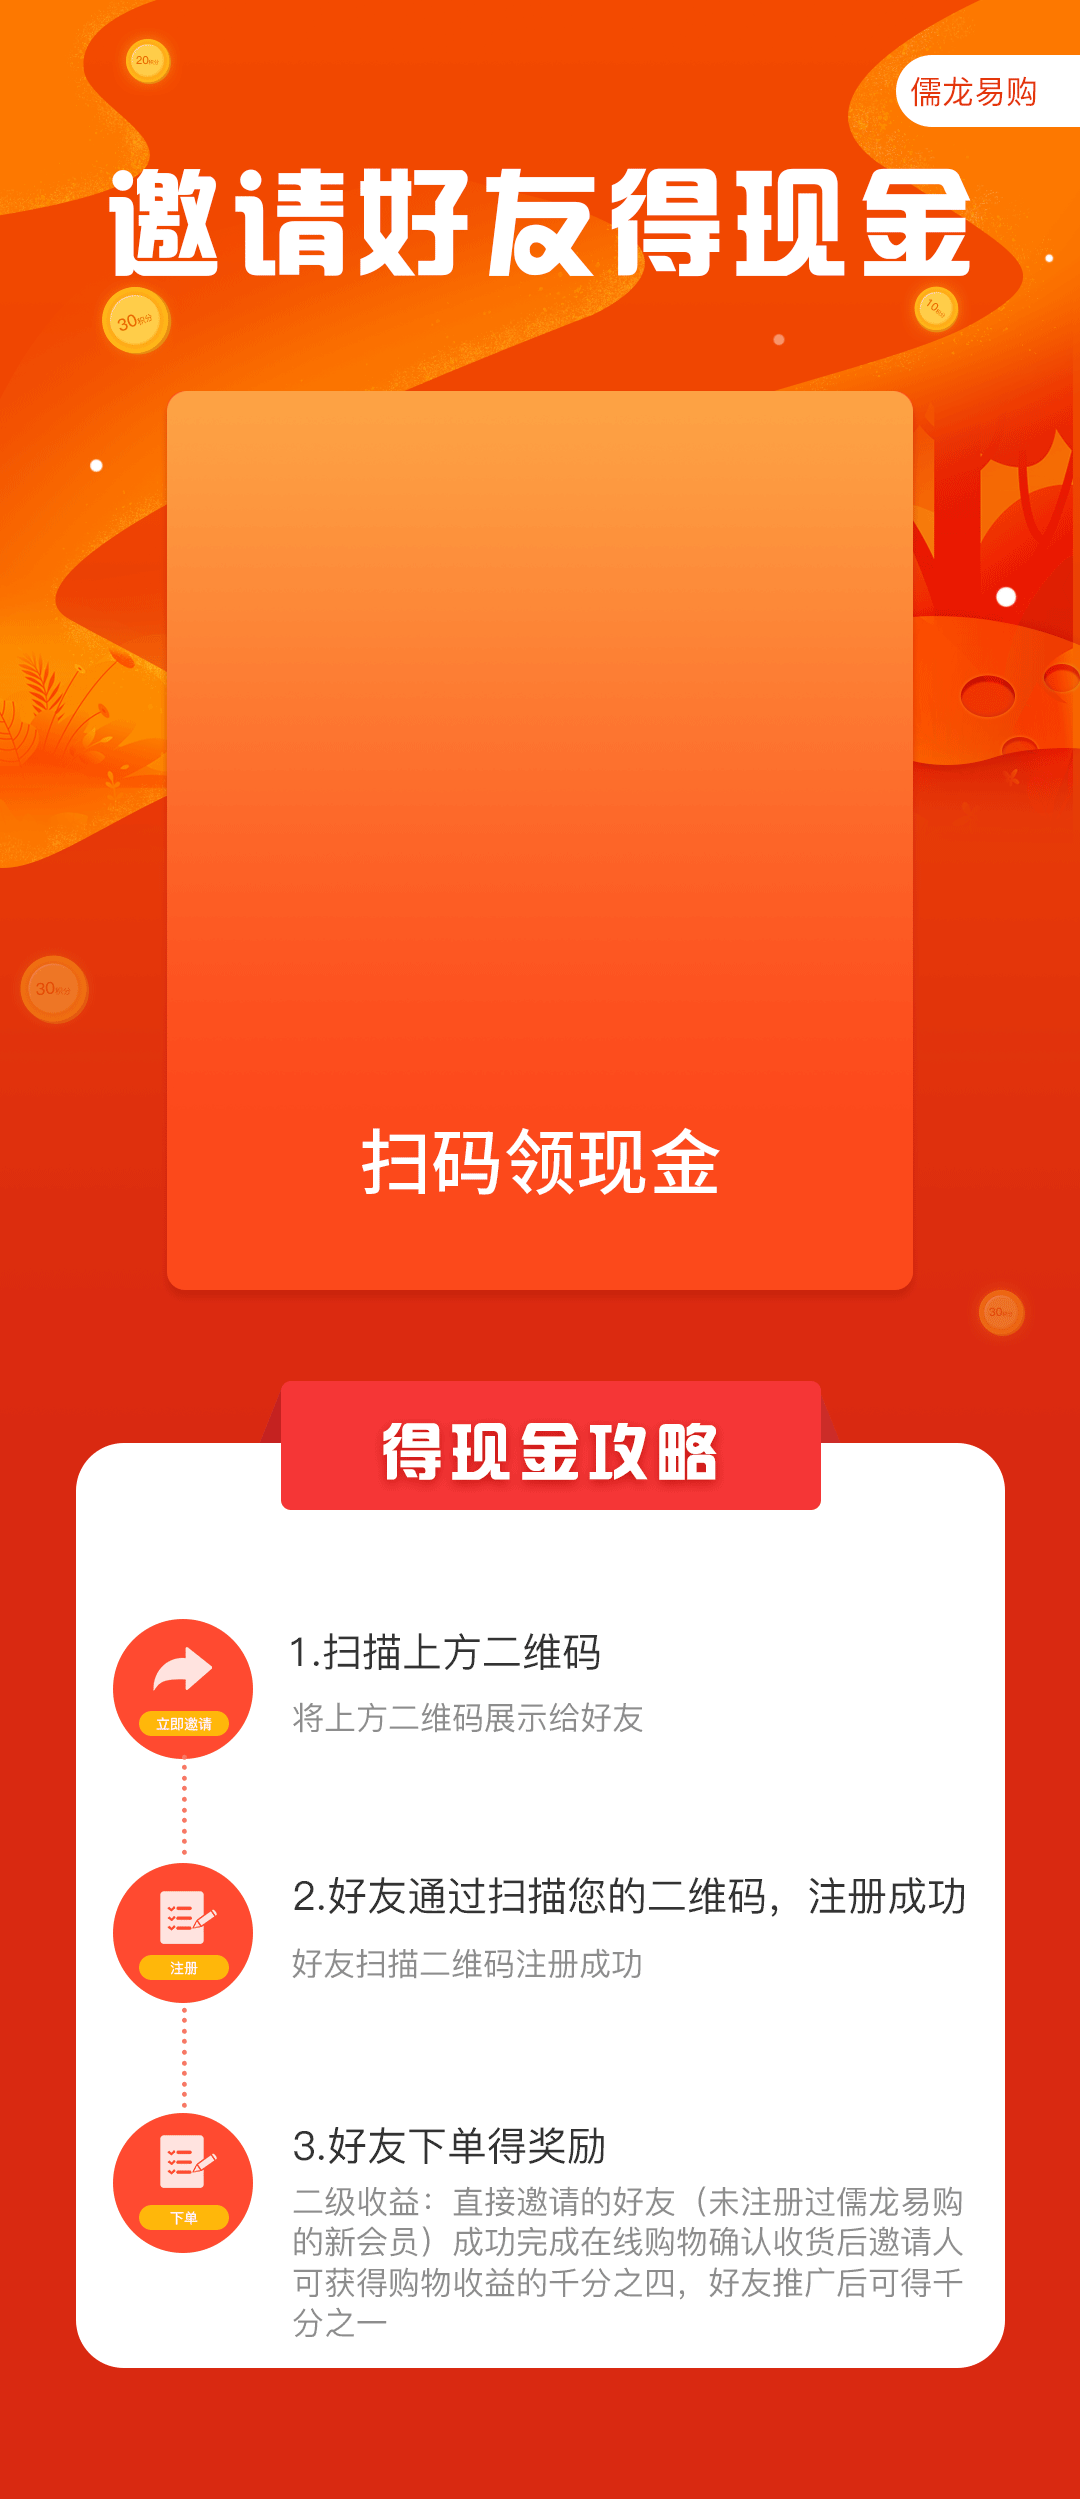 20积分
儒龙易购
邀请好友得现金
30积分
10积分
30积分
扫码领现金
30积分
得现金攻略
1.扫描上方二维码
将上方二维码展示给好友
立即邀请
2.好友通过扫描您的二维码，注册成功
好友扫描二维码注册成功
注册
3.好友下单得奖励
二级收益：直接邀请的好友（未注册过儒龙易购
的新会员）成功完成在线购物确认收货后邀请人
可获得购物收益的千分之四，好友推广后可得千
分之一
下单